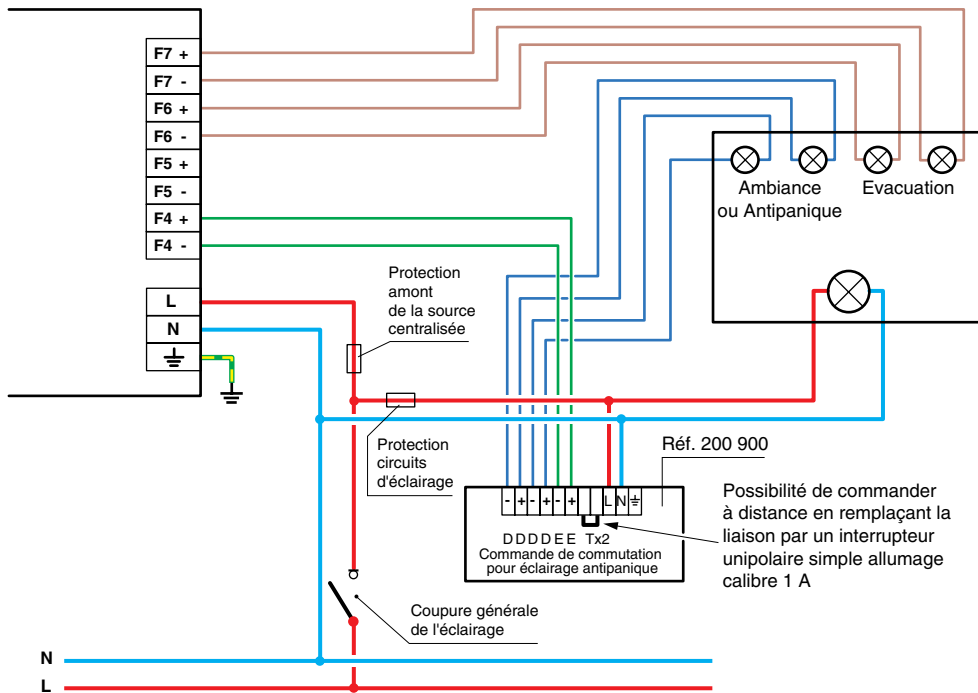 F7 +
F7 -
F6 +
F6 -
F5 +
F5 -
F4 +
F4 -
L
N
Protection
amont
de la source
centralisée
Ambiance
ou Antipanique
Evacuation
Protection
circuits
d'éclairage
Réf. 200 900
- + - + - + L N
D D D D E E Tx2
Commande de commutation
pour éclairage antipanique
Possibilité de commander
à distance en remplaçant la
liaison par un interrupteur
unipolaire simple allumage
calibre 1 A
Coupure générale
de l'éclairage
N
L